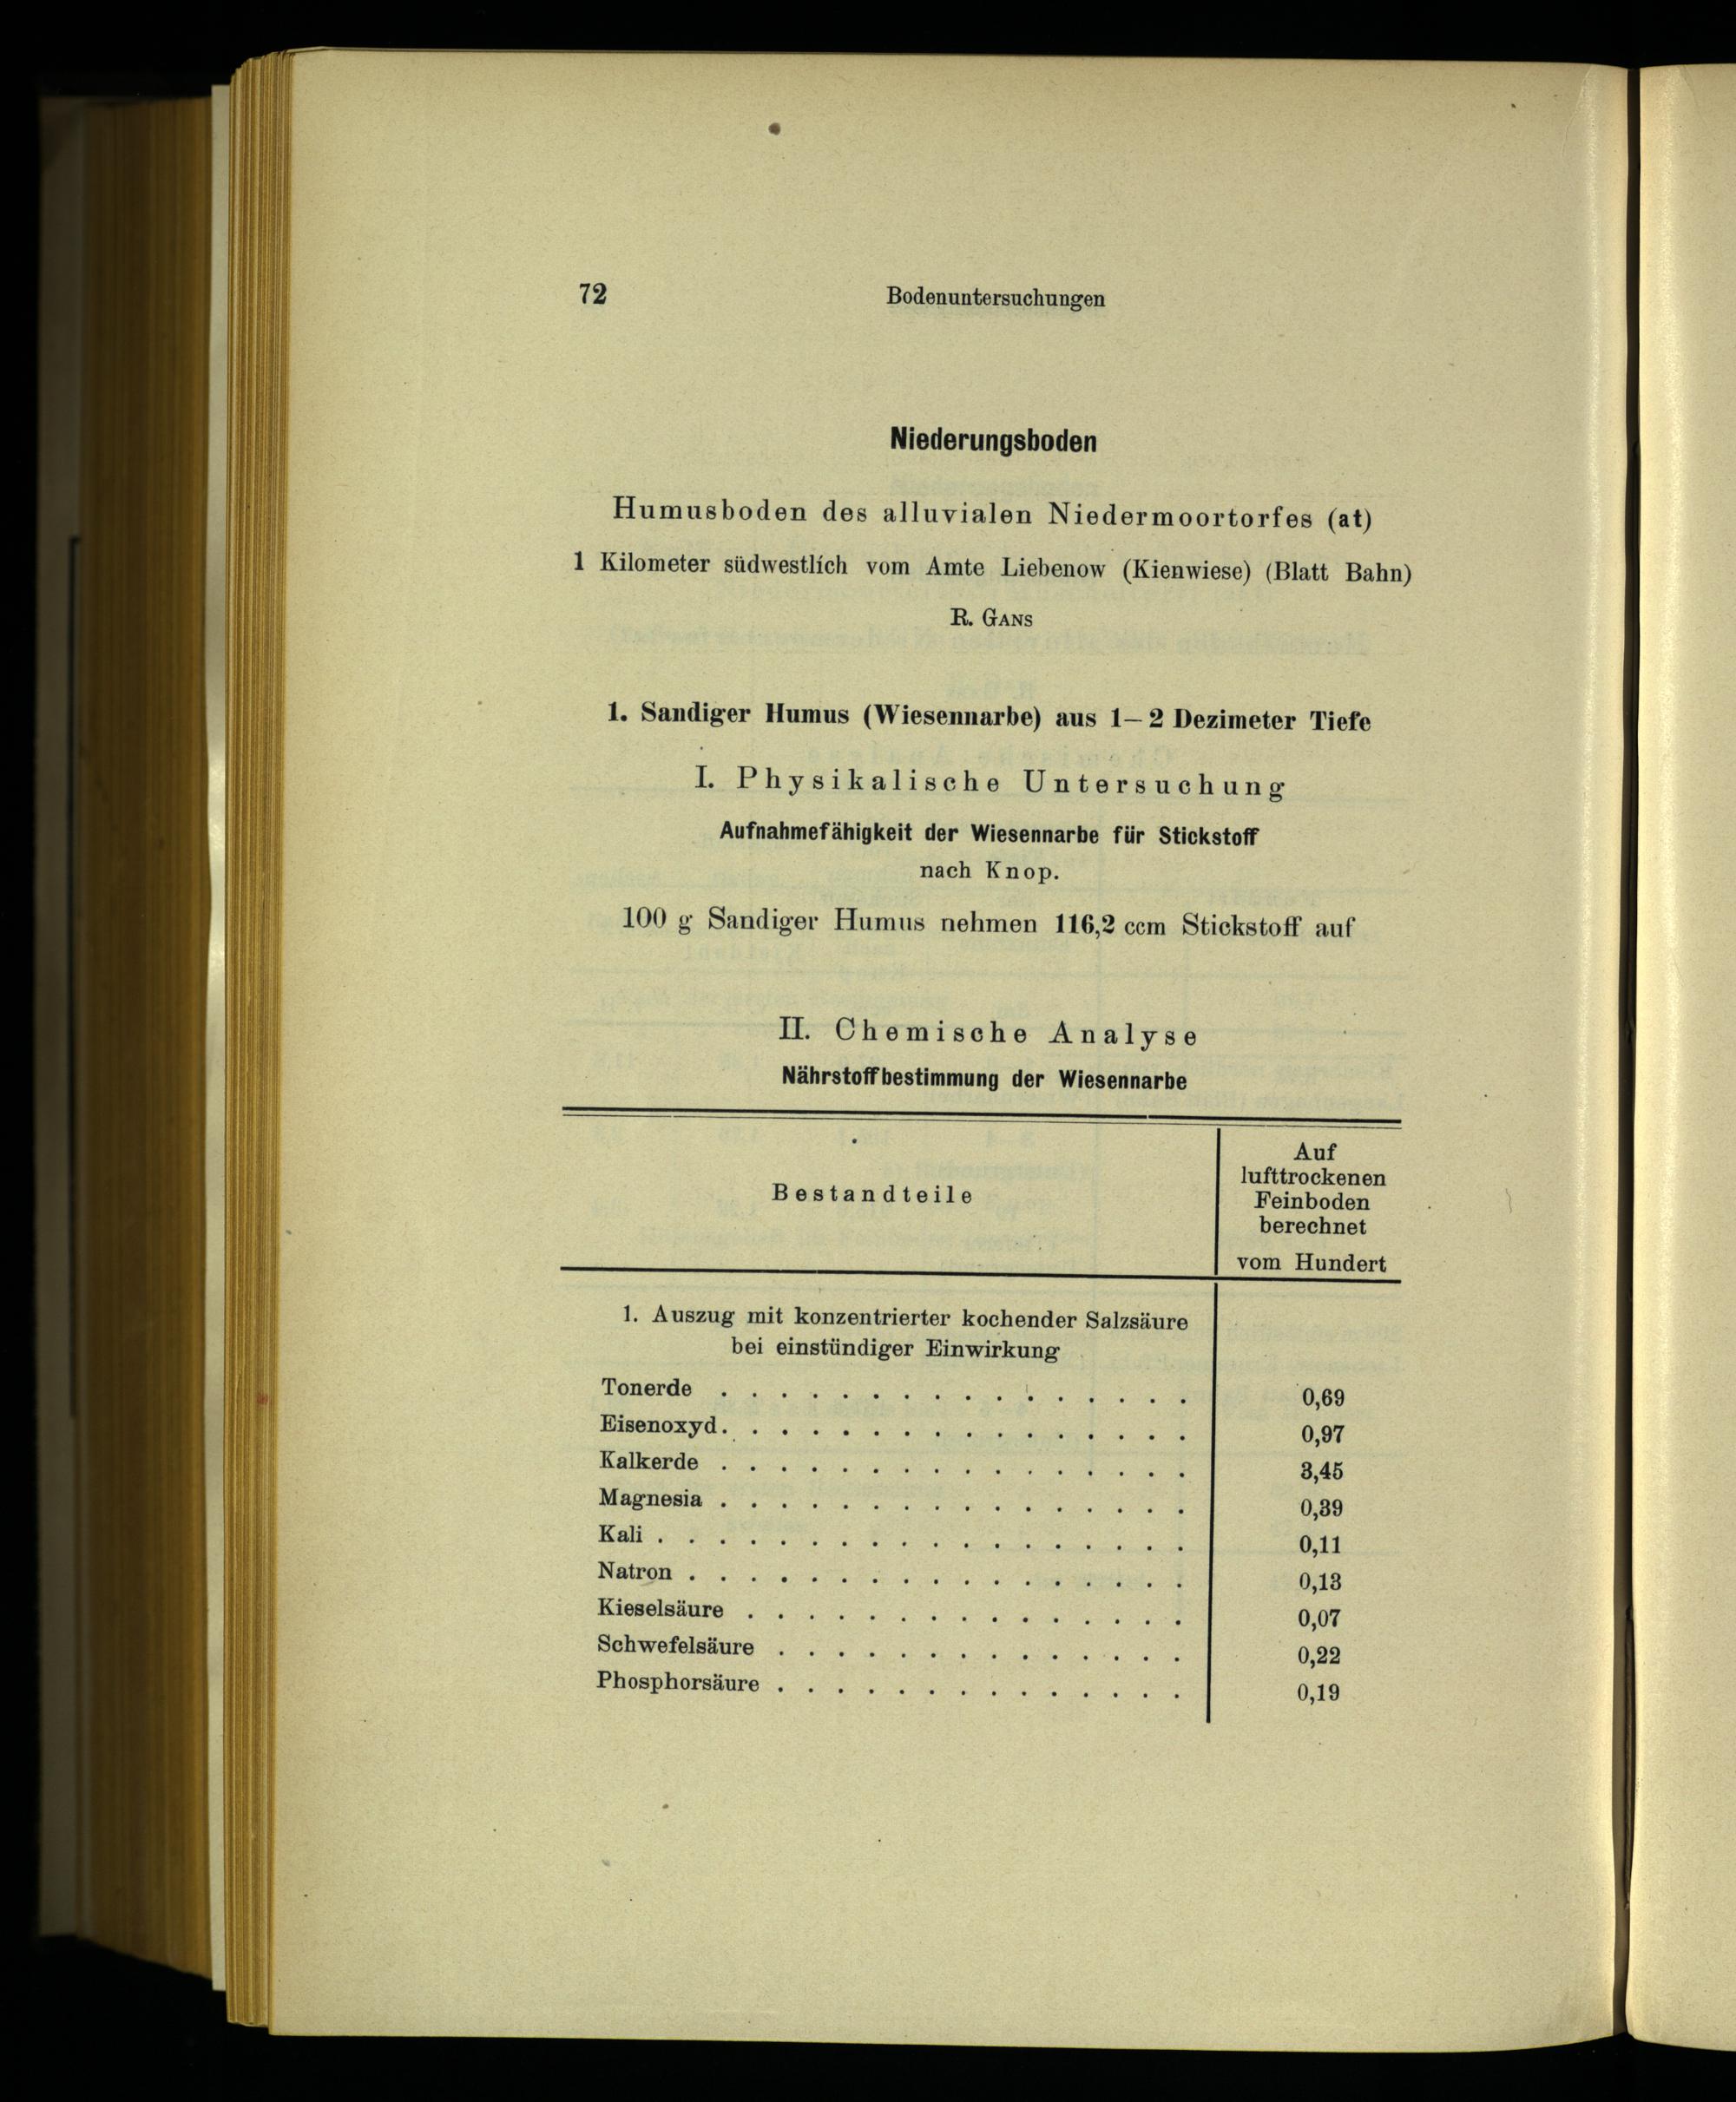 72 Bodenuntersuchungen
Niederungsboden
Humusboden des alluvialen Niedermoortorfes (at)
1 Kilometer südwestlich vom Amte Liebenow (Kienwiese) (Blatt Bahn)
R. GANS
1. Sandiger Humus (Wiesennarbe) aus 1–2 Dezimeter Tiefe
I. Physikalische Untersuchung
Aufnahmefähigkeit der Wiesennarbe für Stickstoff
nach Knop.
100 g Sandiger Humus nehmen 116,2 ccm Stickstoff auf
II. Chemische Analyse
Nährstoffbestimmung der Wiesennarbe
Bestandteile
Auf
lufttrockenen
Feinboden
berechnet
vom Hundert
1. Auszug mit konzentrierter kochender Salzsäure
bei einstündiger Einwirkung
Tonerde . . . . . . . . . . . . . . . . 0,69
Eisenoxyd. . . . . . . . . . . . . . . . 0,97
Kalkerde . . . . . . . . . . . . . . . . 3,45
Magnesia . . . . . . . . . . . . . . . . 0,39
Kali . . . . . . . . . . . . . . . . . . 0,11
Natron . . . . . . . . . . . . . . . . . 0,13
Kieselsäure . . . . . . . . . . . . . . . 0,07
Schwefelsäure . . . . . . . . . . . . . . 0,22
Phosphorsäure . . . . . . . . . . . . . . 0,19